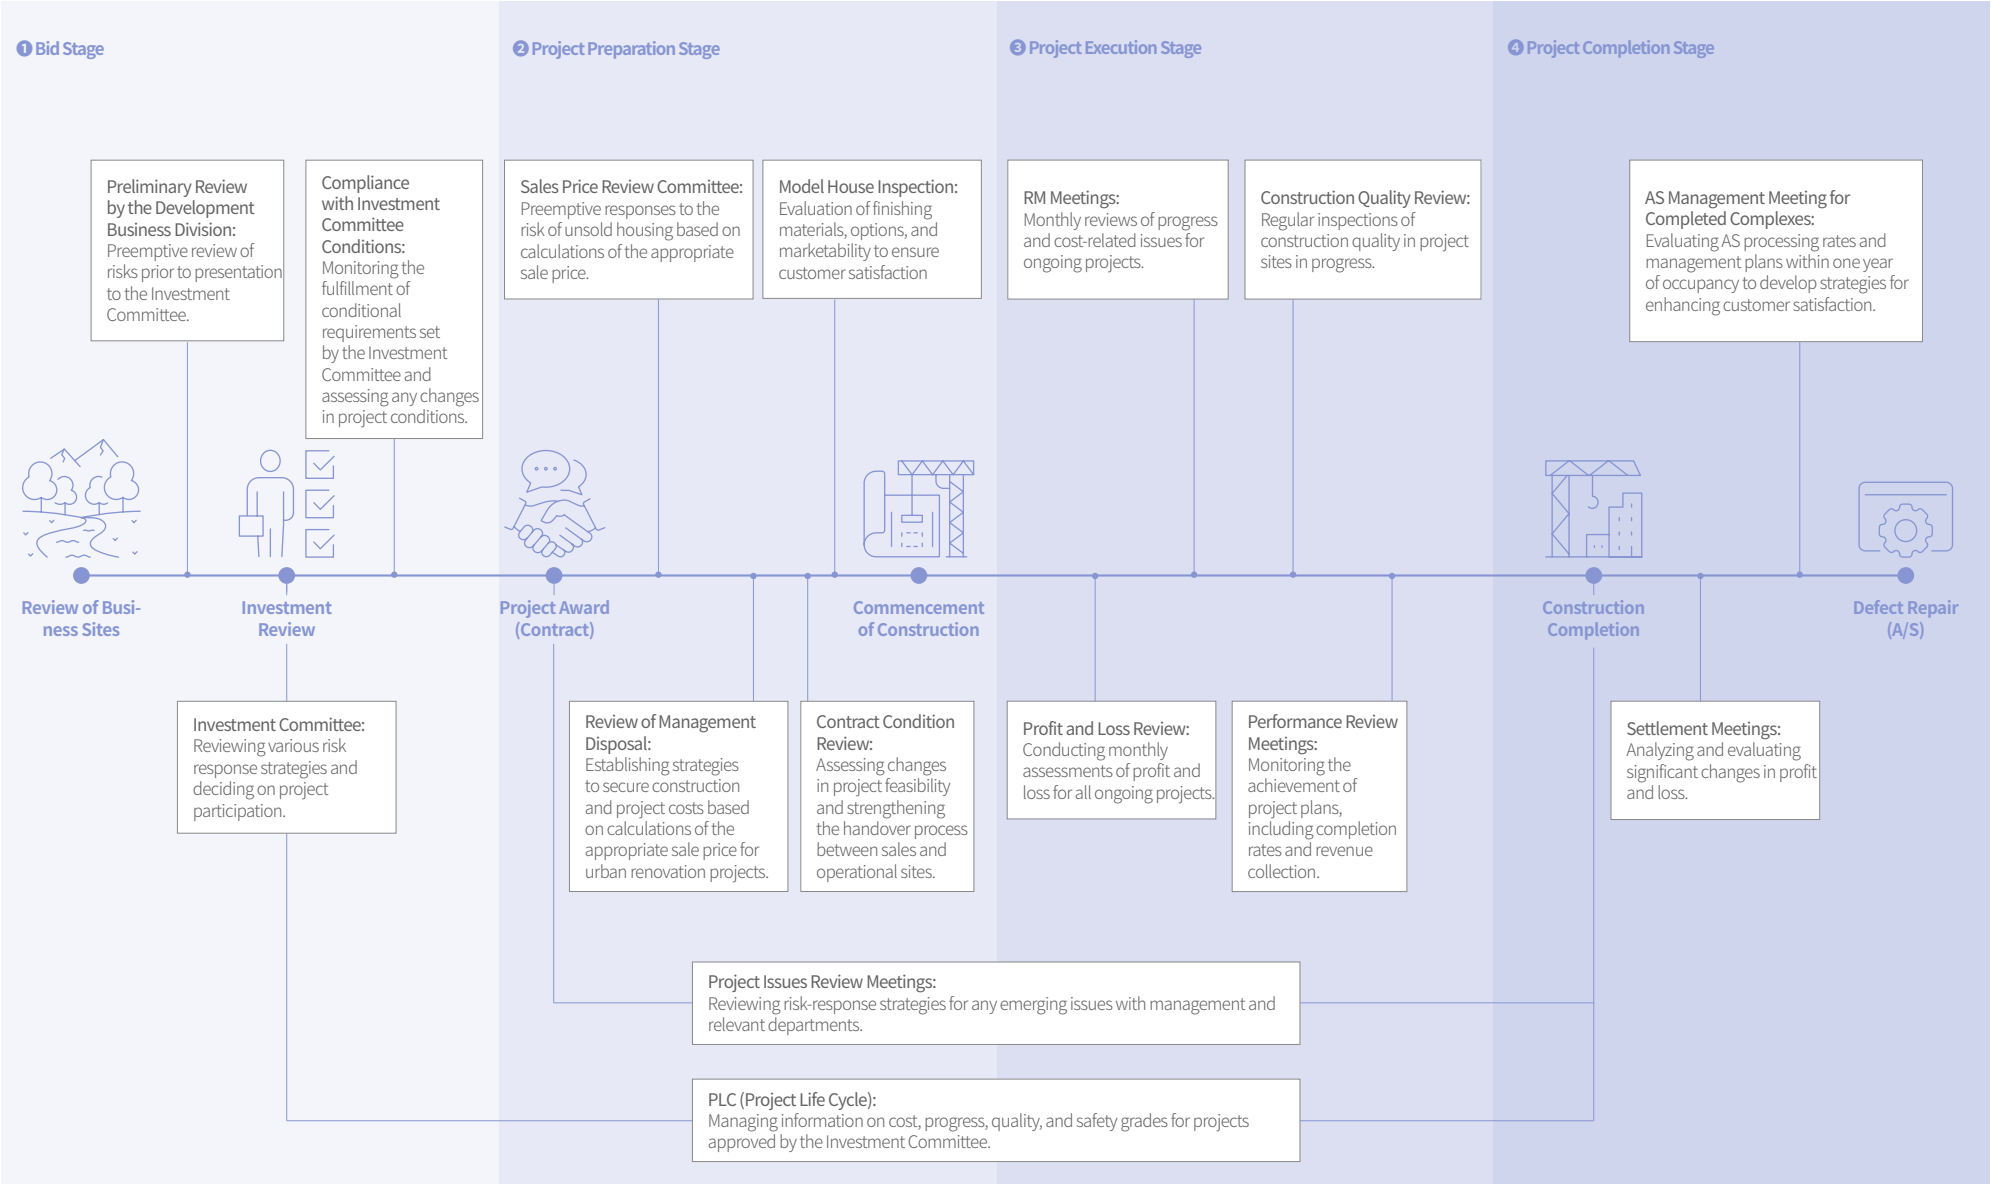 ❶ Bid Stage
❷ Project Preparation Stage
❸ Project Execution Stage
❹ Project Completion Stage
Preliminary Review
by the Development
Business Division:
Preemptive review of
risks prior to presentation
to the Investment
Committee.
Compliance
with Investment
Committee
Conditions:
Monitoring the
fulfillment of
conditional
requirements set
by the Investment
Committee and
assessing any changes
in project conditions.
Sales Price Review Committee:
Preemptive responses to the
risk of unsold housing based on
calculations of the appropriate
sale price.
Model House Inspection:
Evaluation of finishing
materials, options, and
marketability to ensure
customer satisfaction
RM Meetings:
Monthly reviews of progress
and cost-related issues for
ongoing projects.
Construction Quality Review:
Regular inspections of
construction quality in project
sites in progress.
AS Management Meeting for
Completed Complexes:
Evaluating AS processing rates and
management plans within one year
of occupancy to develop strategies for
enhancing customer satisfaction.
Review of Busi-
ness Sites
Investment
Review
Project Award
(Contract)
Commencement
of Construction
Construction
Completion
Defect Repair
(A/S)
Investment Committee:
Reviewing various risk
response strategies and
deciding on project
participation.
Review of Management
Disposal:
Establishing strategies
to secure construction
and project costs based
on calculations of the
appropriate sale price for
urban renovation projects.
Contract Condition
Review:
Assessing changes
in project feasibility
and strengthening
the handover process
between sales and
operational sites.
Profit and Loss Review:
Conducting monthly
assessments of profit and
loss for all ongoing projects.
Performance Review
Meetings:
Monitoring the
achievement of
project plans,
including completion
rates and revenue
collection.
Settlement Meetings:
Analyzing and evaluating
significant changes in profit
and loss.
Project Issues Review Meetings:
Reviewing risk-response strategies for any emerging issues with management and
relevant departments.
PLC (Project Life Cycle):
Managing information on cost, progress, quality, and safety grades for projects
approved by the Investment Committee.